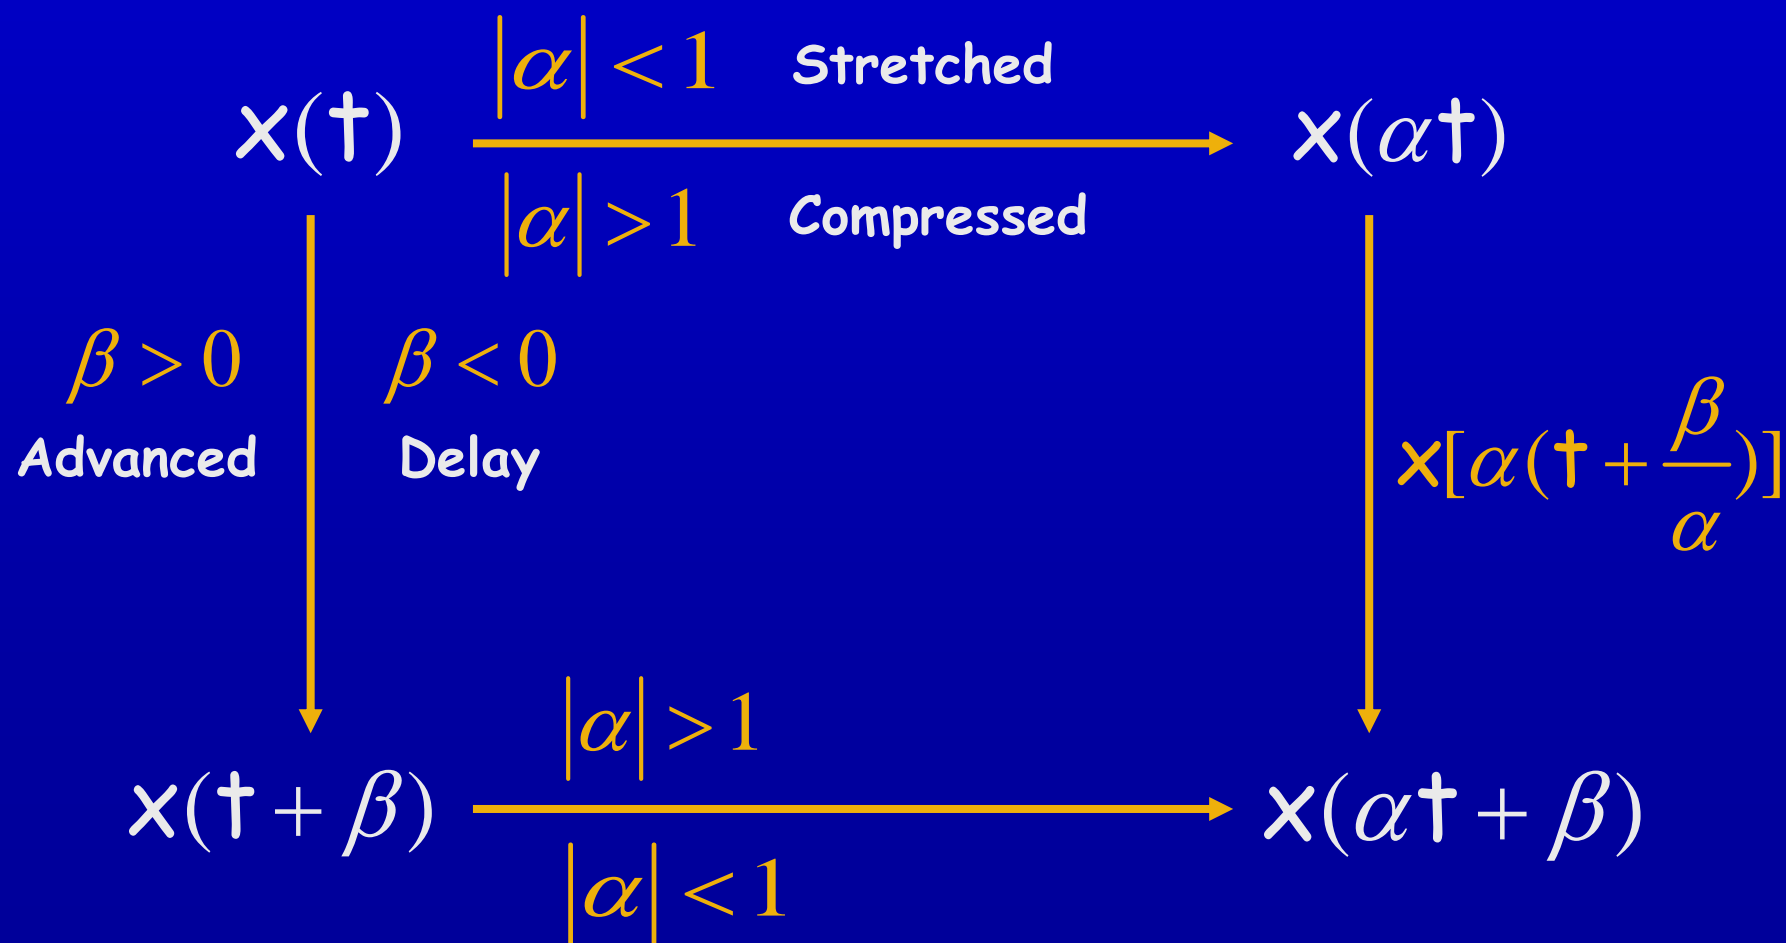 |α| < 1 Stretched
x(t) x(αt)
|α| > 1 Compressed
β > 0 β < 0
Advanced Delay
x[α(t + β/α)]
|α| > 1
x(t + β) x(αt + β)
|α| < 1